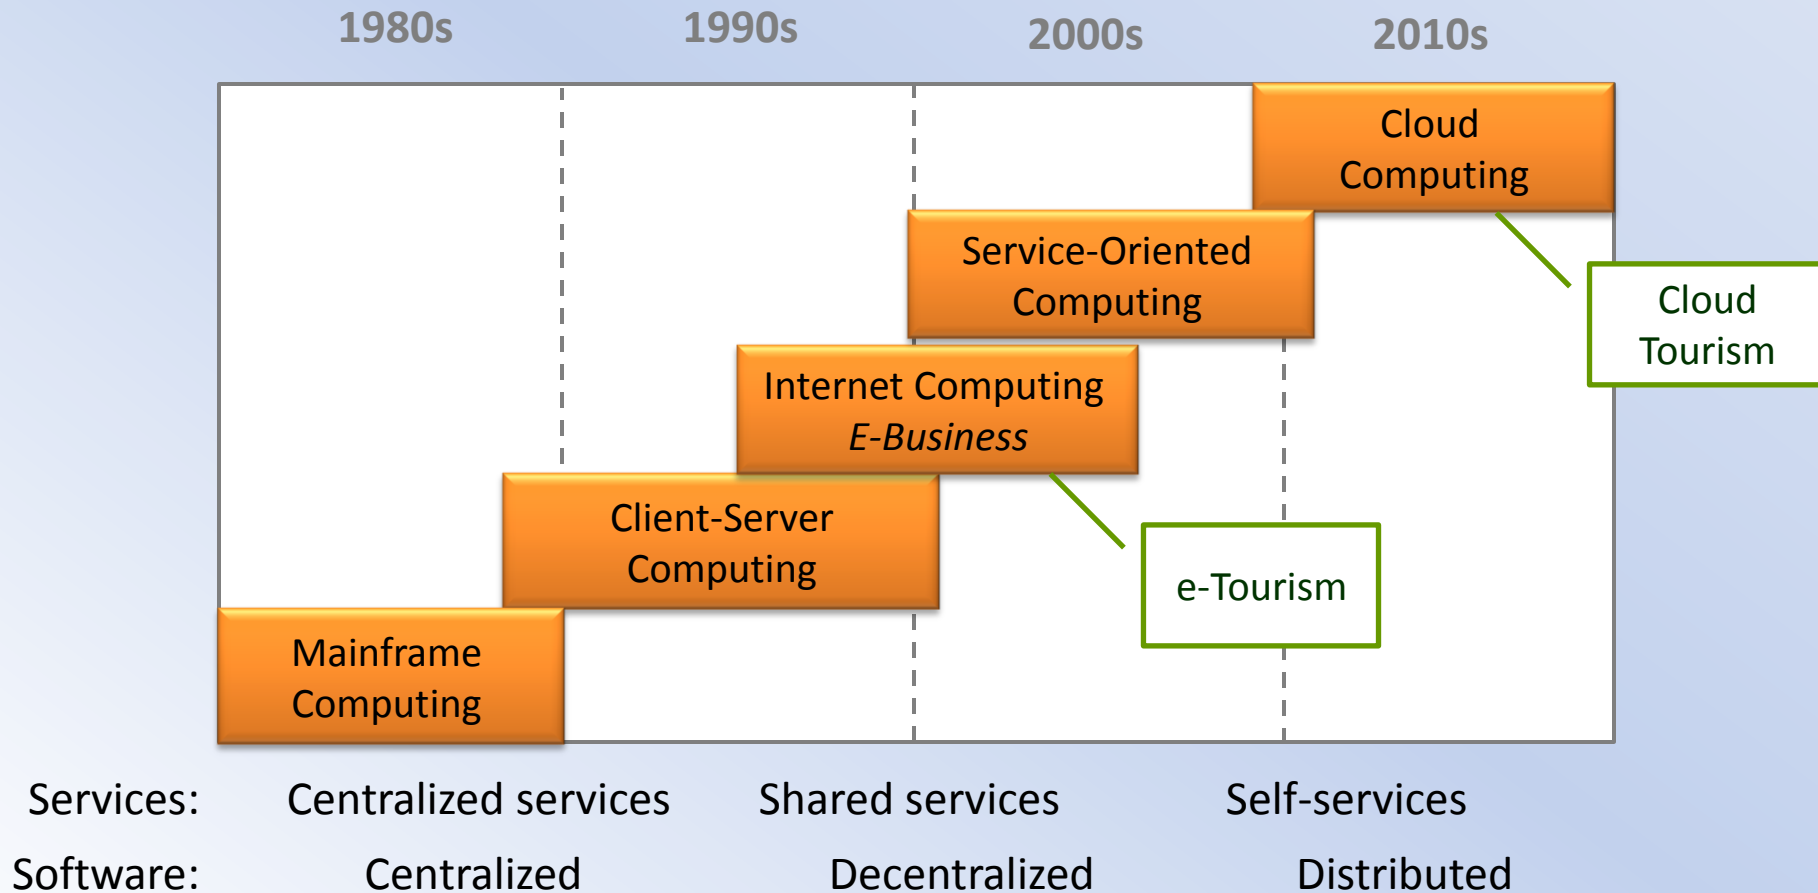 1980s 1990s 2000s 2010s
Cloud
Computing
Service-Oriented
Computing
Cloud
Tourism
Internet Computing
E-Business
Client-Server
Computing
e-Tourism
Mainframe
Computing
Services: Centralized services Shared services Self-services
Software: Centralized Decentralized Distributed